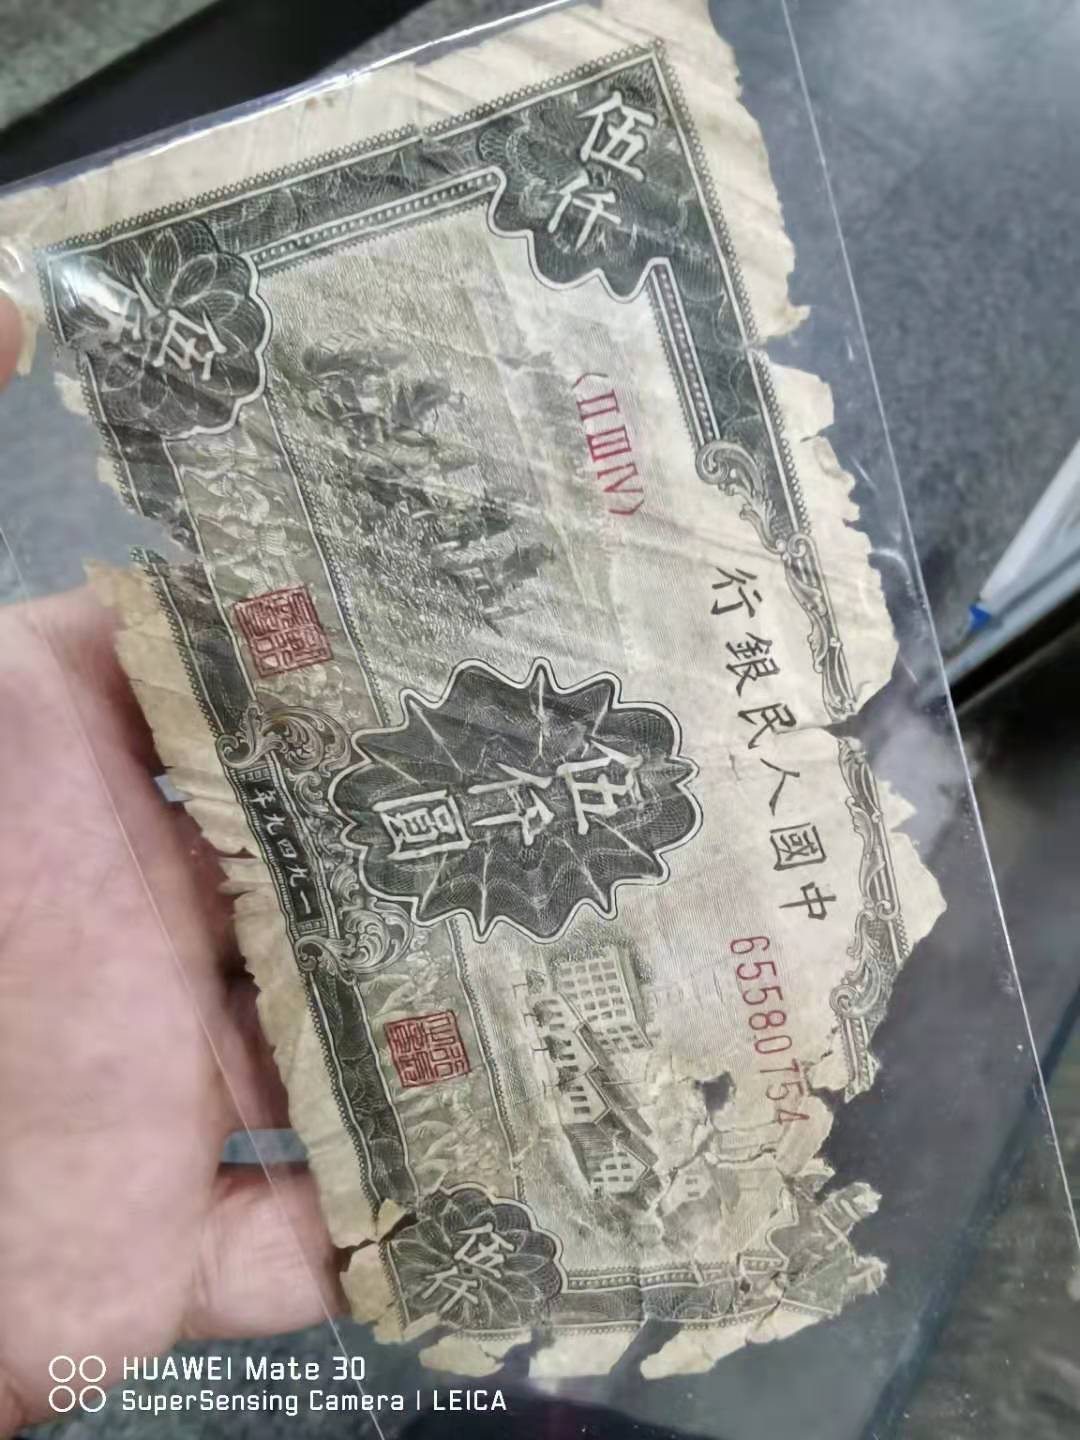 中國人民銀行
〈ⅡⅢⅣ〉
65580754
伍仟
伍仟圓
伍仟
伍仟
一九四九年
HUAWEI Mate 30
SuperSensing Camera | LEICA